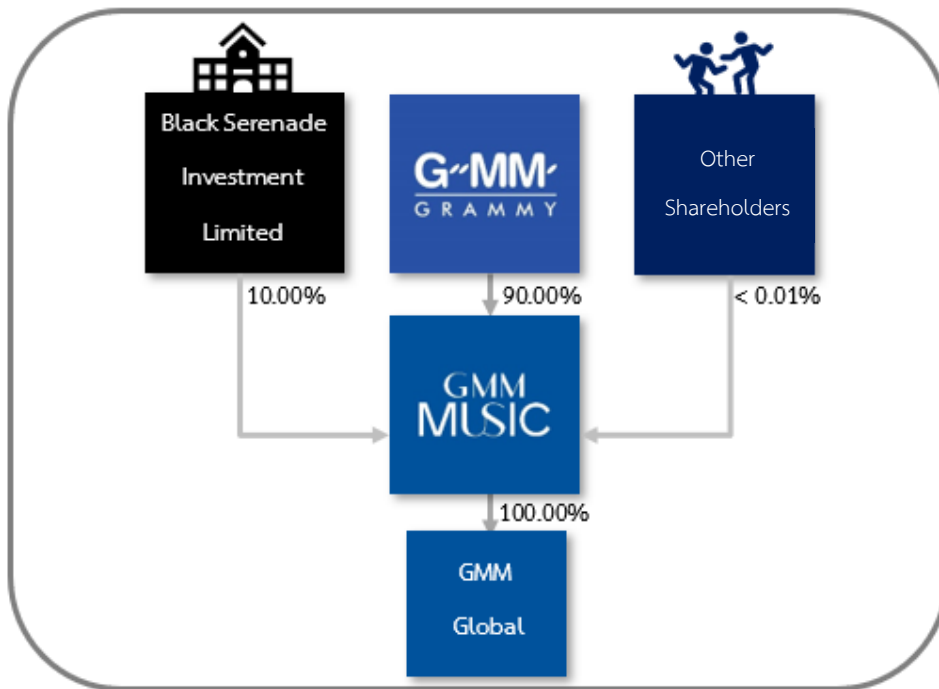 Black Serenade
Investment
Limited
G MM
GRAMMY
Other
Shareholders
10.00%
90.00%
< 0.01%
GMM
MUSIC
100.00%
GMM
Global